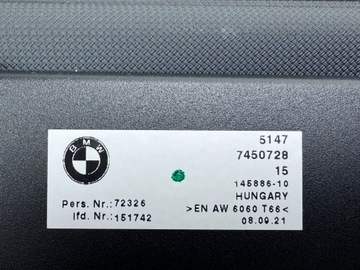 BMW
5147
7450728
15
145886-10
HUNGARY
Pers. Nr.: 72326 >EN AW 6060 T66<
lfd. Nr.: 151742 08.09.21